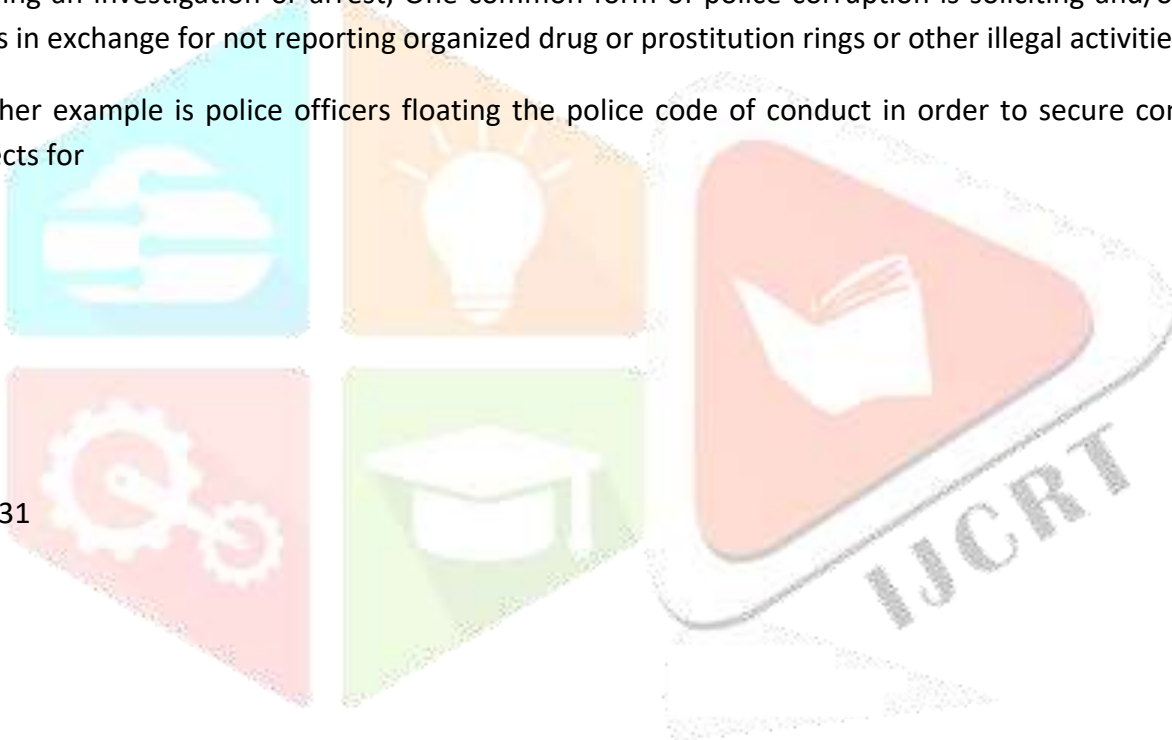 ing an investigation or arrest, One common form of police corruption is soliciting and/o
s in exchange for not reporting organized drug or prostitution rings or other illegal activitie
her example is police officers floating the police code of conduct in order to secure con
ects for
31
IJCRT